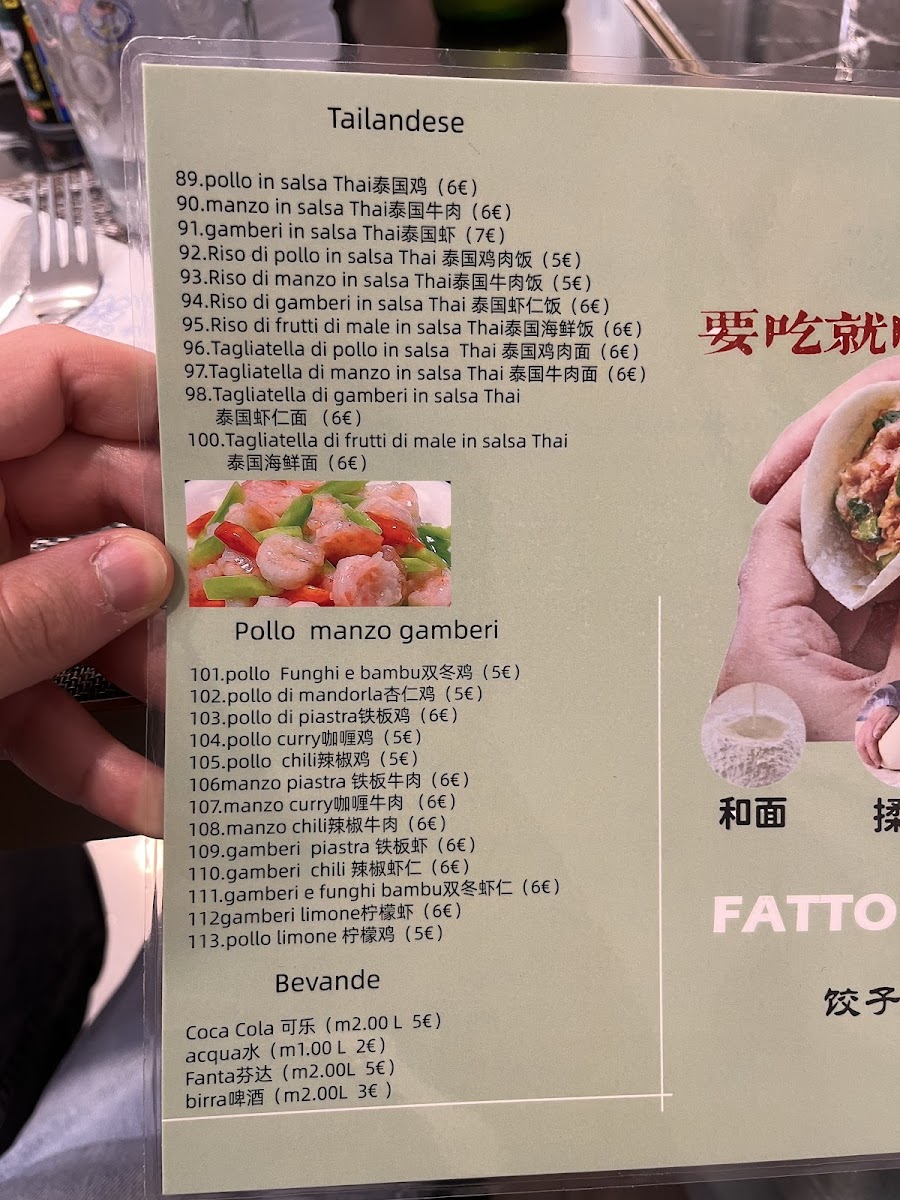 Tailandese
89.pollo in salsa Thai泰国鸡（6€）
90.manzo in salsa Thai泰国牛肉（6€）
91.gamberi in salsa Thai泰国虾（7€）
92.Riso di pollo in salsa Thai 泰国鸡肉饭（5€）
93.Riso di manzo in salsa Thai泰国牛肉饭（5€）
94.Riso di gamberi in salsa Thai 泰国虾仁饭（6€）
95.Riso di frutti di male in salsa Thai泰国海鲜饭（6€）
96.Tagliatella di pollo in salsa Thai 泰国鸡肉面（6€）
97.Tagliatella di manzo in salsa Thai 泰国牛肉面（6€）
98.Tagliatella di gamberi in salsa Thai
泰国虾仁面（6€）
100.Tagliatella di frutti di male in salsa Thai
泰国海鲜面（6€）
Pollo manzo gamberi
101.pollo Funghi e bambu双冬鸡（5€）
102.pollo di mandorla杏仁鸡（5€）
103.pollo di piastra铁板鸡（6€）
104.pollo curry咖喱鸡（5€）
105.pollo chili辣椒鸡（5€）
106manzo piastra 铁板牛肉（6€）
107.manzo curry咖喱牛肉（6€）
108.manzo chili辣椒牛肉（6€）
109.gamberi piastra 铁板虾（6€）
110.gamberi chili 辣椒虾仁（6€）
111.gamberi e funghi bambu双冬虾仁（6€）
112gamberi limone柠檬虾（6€）
113.pollo limone 柠檬鸡（5€）
Bevande
Coca Cola 可乐（m2.00 L 5€）
acqua水（m1.00 L 2€）
Fanta芬达（m2.00L 5€）
birra啤酒（m2.00L 3€ ）
要吃就
和面
揉
FATTO
饺子